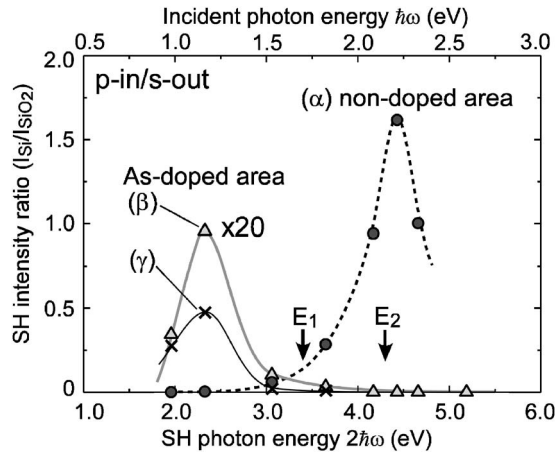 Incident photon energy ℏω (eV)
0.5 1.0 1.5 2.0 2.5 3.0
SH intensity ratio (ISi/ISiO2)
2.0
1.5
1.0
0.5
0
p-in/s-out
(α) non-doped area
As-doped area
(β)
x20
(γ)
E1
E2
1.0 2.0 3.0 4.0 5.0 6.0
SH photon energy 2ℏω (eV)